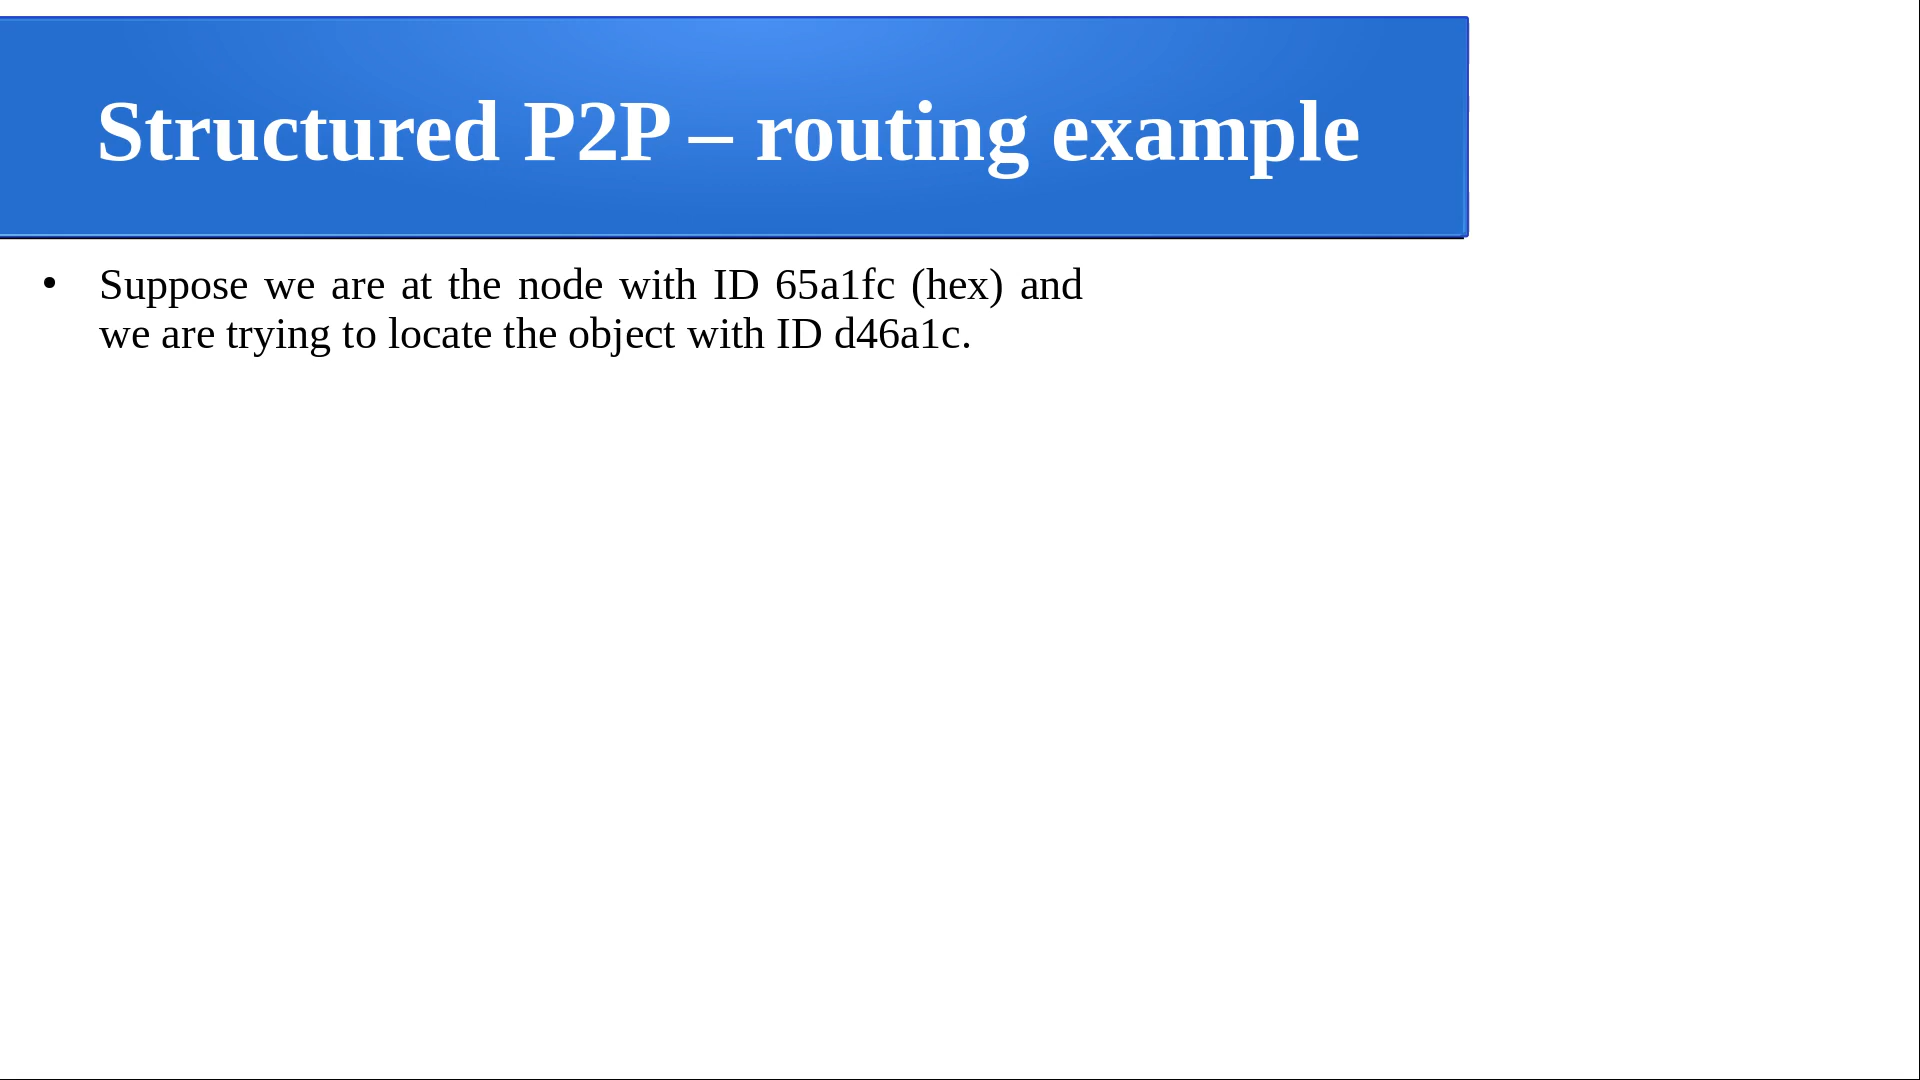 Structured P2P – routing example
• Suppose we are at the node with ID 65a1fc (hex) and
we are trying to locate the object with ID d46a1c.